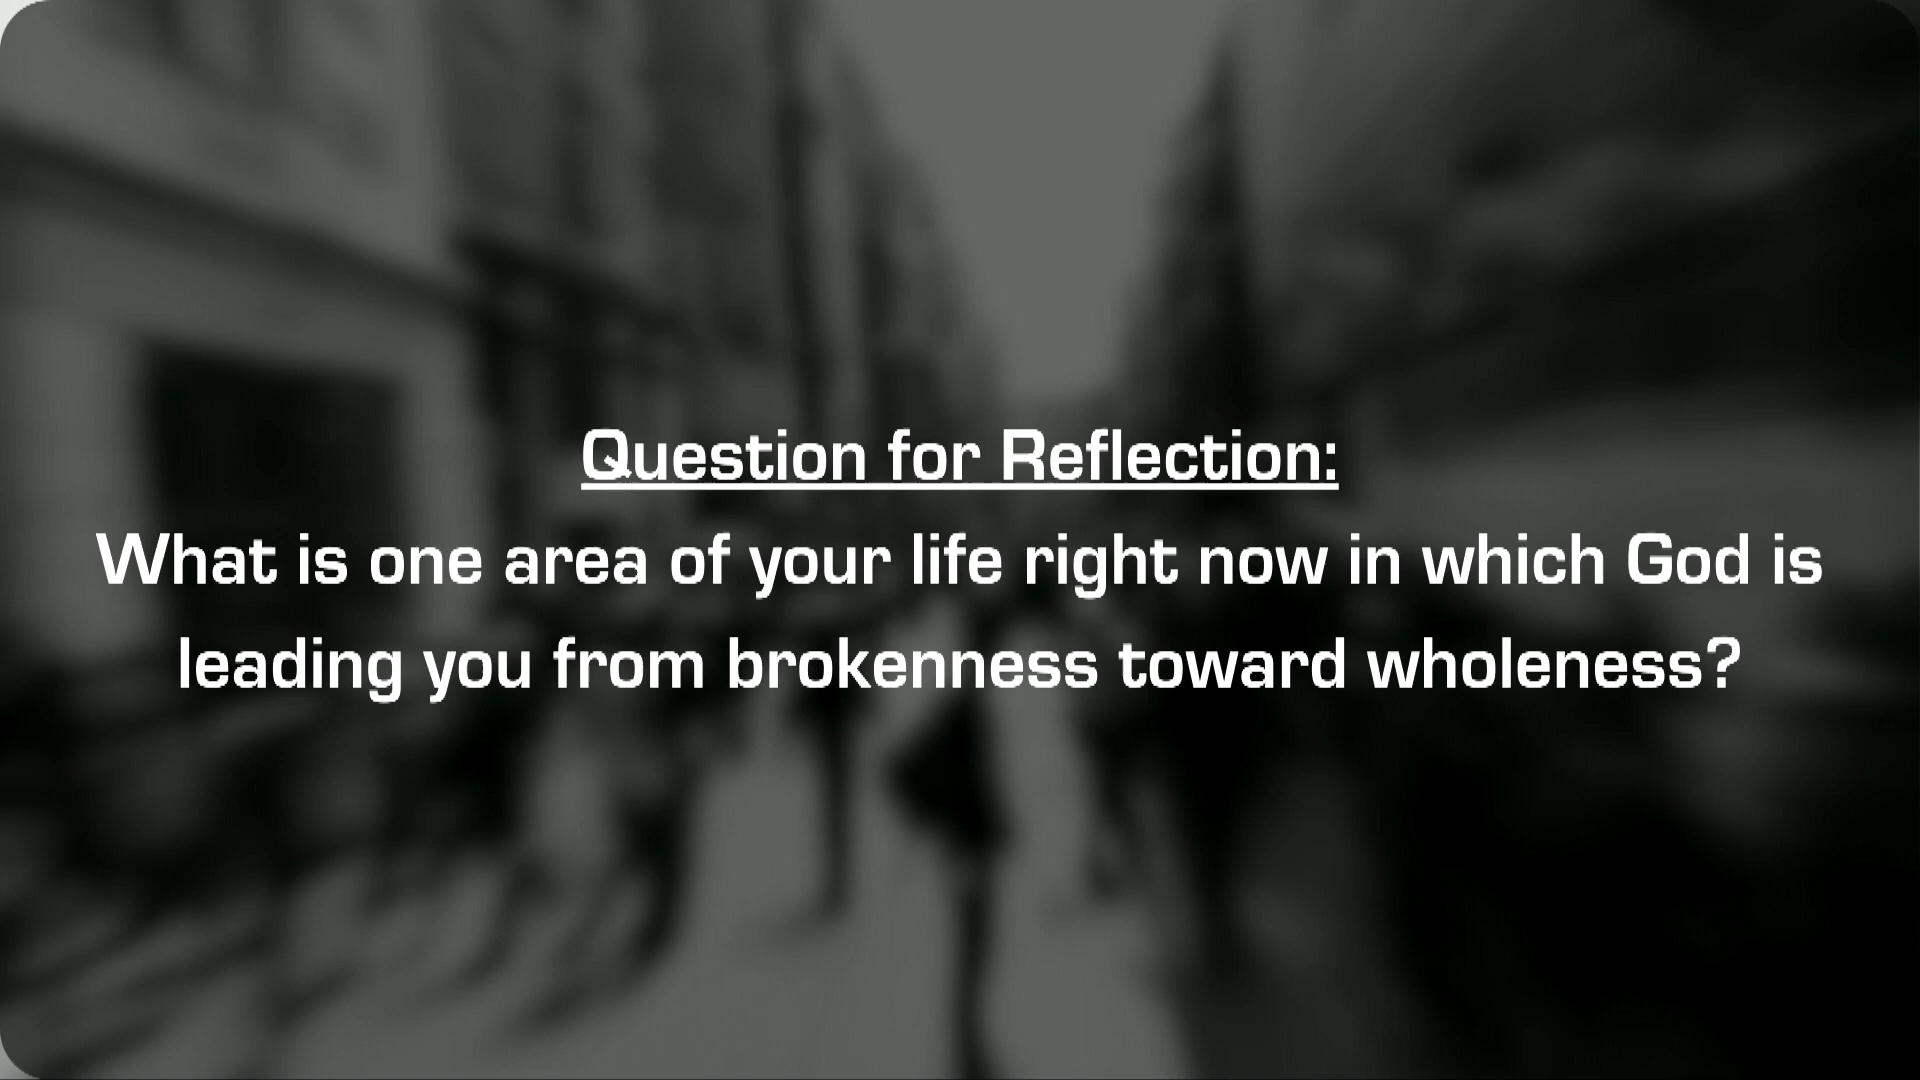 Question for Reflection:
What is one area of your life right now in which God is
leading you from brokenness toward wholeness?